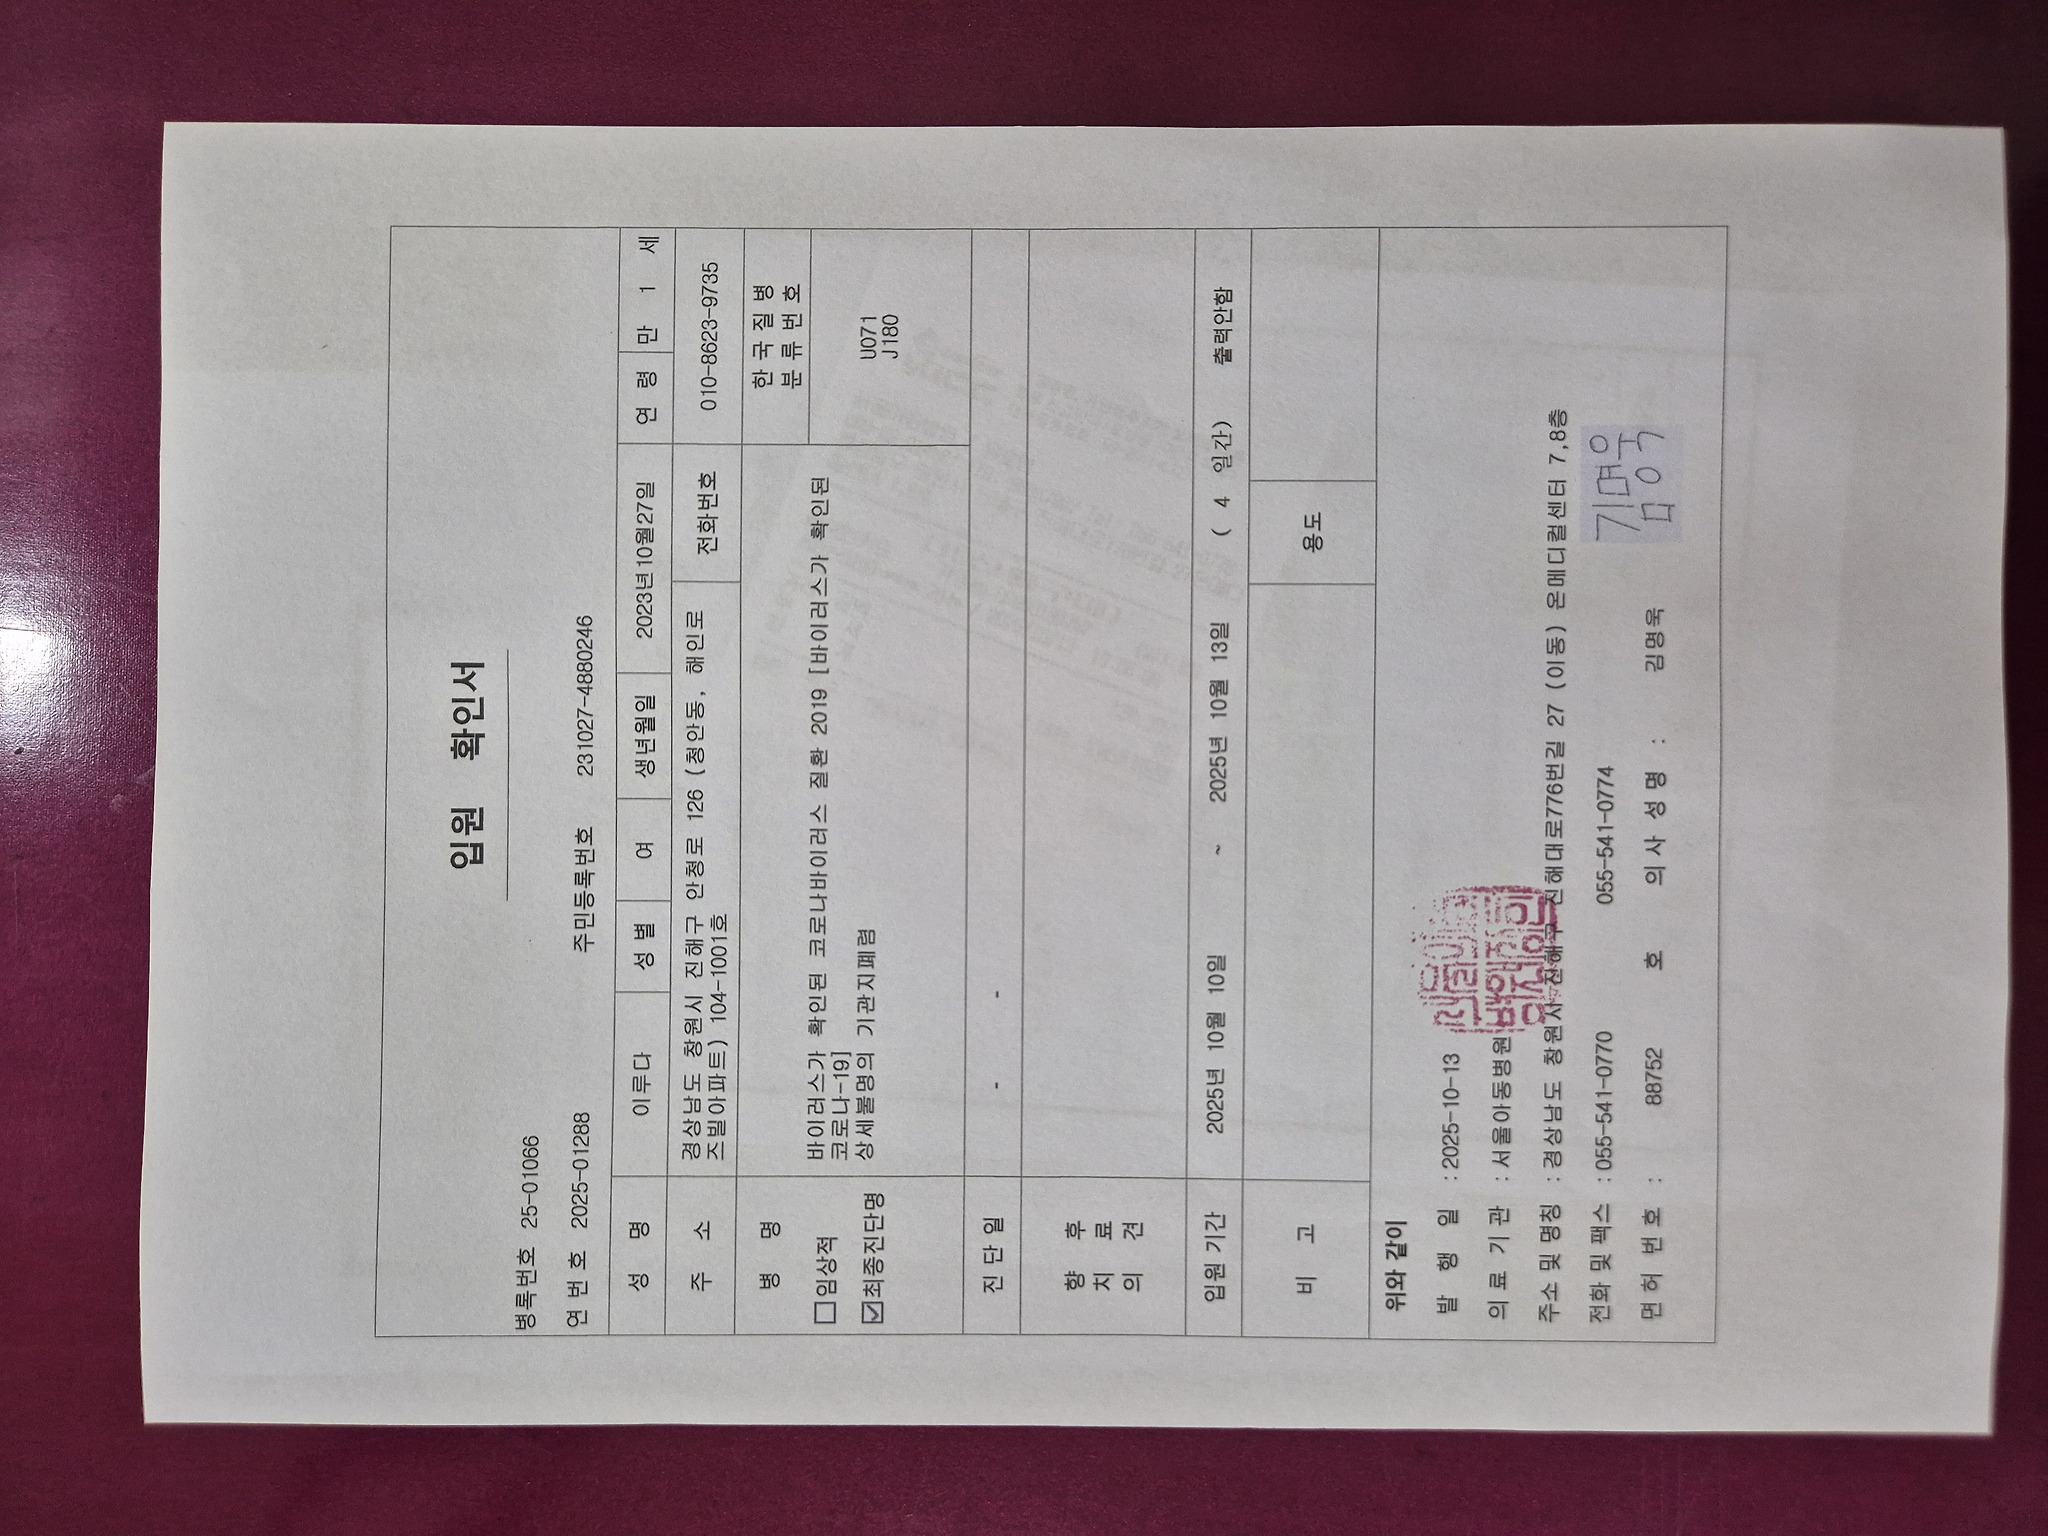 입원 확인서
병록번호 25-01066
연 번 호 2025-01288 주민등록번호 231027-4880246
성 명 이루다 성 별 여 생년월일 2023년10월27일 연 령 만 1 세
주 소 경상남도 창원시 진해구 안청로 126 (청안동, 해인로 전화번호 010-8623-9735
즈빌아파트) 104-1001호
병 명 한 국 질 병
분 류 번 호
□임상적 바이러스가 확인된 코로나바이러스 질환 2019 [바이러스가 확인된
코로나-19]
☑최종진단명 상세불명의 기관지폐렴
U071
J180
진 단 일 - -
향 후
치 료
의 견
입원 기간 2025년 10월 10일 ~ 2025년 10월 13일 ( 4 일간) 출력안함
비 고 용도
위와 같이
발 행 일 : 2025-10-13
의 료 기 관 : 서울아동병원
주소 및 명칭 : 경상남도 창원시 진해구 진해대로776번길 27 (이동) 온메디컬센터 7,8층
전화 및 팩스 : 055-541-0770 055-541-0774
면 허 번 호 : 88752 호 의 사 성 명 : 김명욱
김명욱